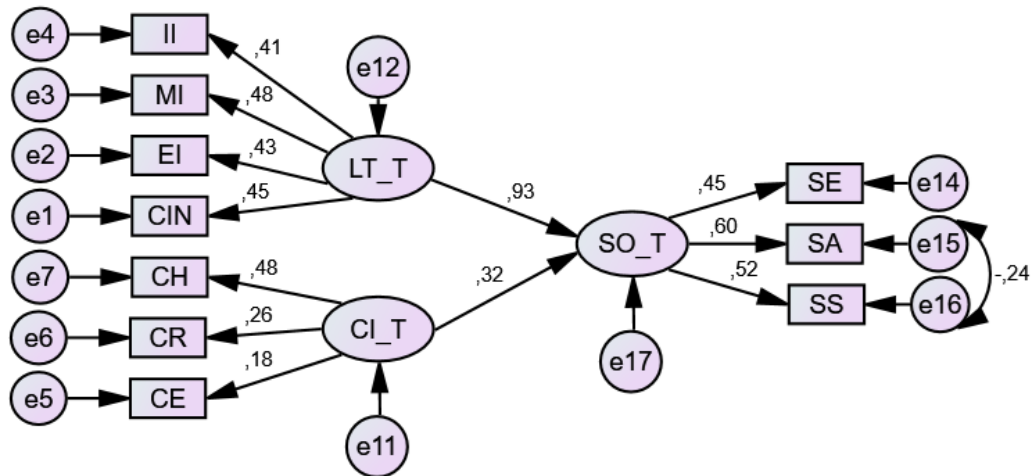 e4
II
,41
e12
e3
MI
,48
e2
EI
,43
LT_T
e1
CIN
,45
,93
,45
SE
e14
SO_T
,60
SA
e15
e7
CH
,48
,32
,52
SS
e16
-,24
e6
CR
,26
CI_T
e17
e5
CE
,18
e11